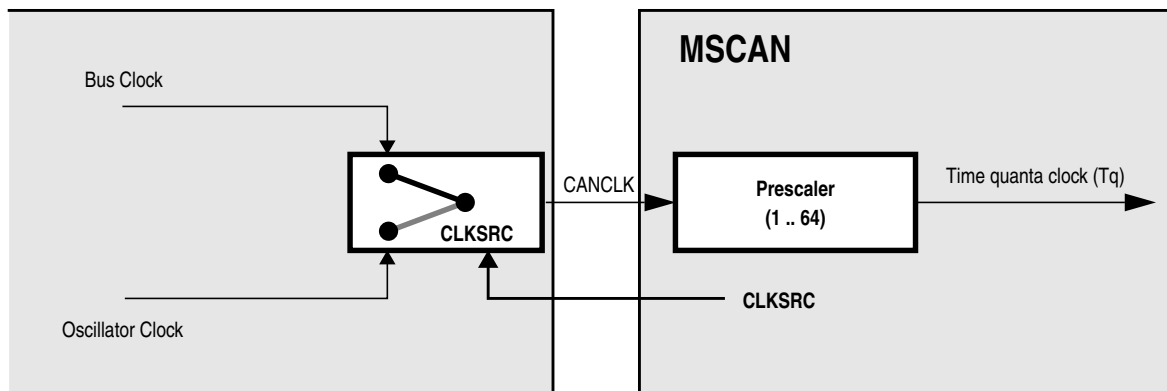 MSCAN
Bus Clock
CLKSRC
CANCLK
Prescaler
(1 .. 64)
Time quanta clock (Tq)
CLKSRC
Oscillator Clock